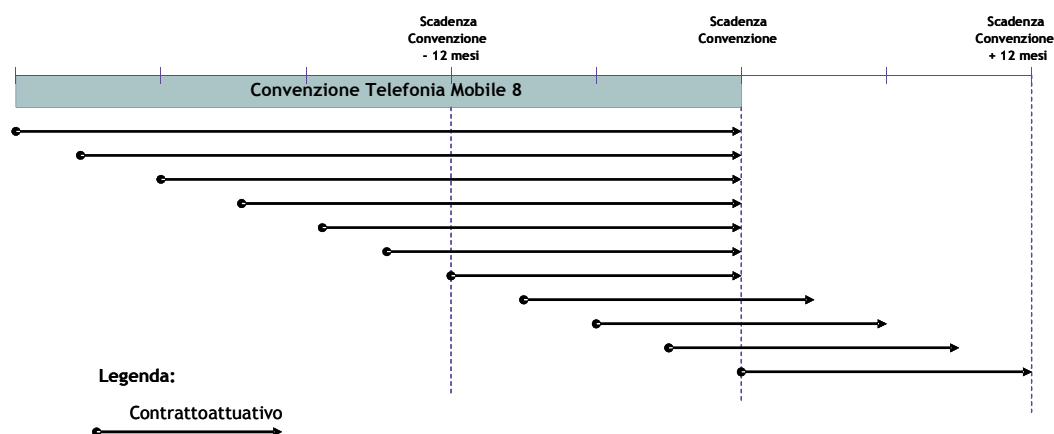 Scadenza
Convenzione
- 12 mesi
Scadenza
Convenzione
Scadenza
Convenzione
+ 12 mesi
Convenzione Telefonia Mobile 8
Legenda:
Contrattoattuativo